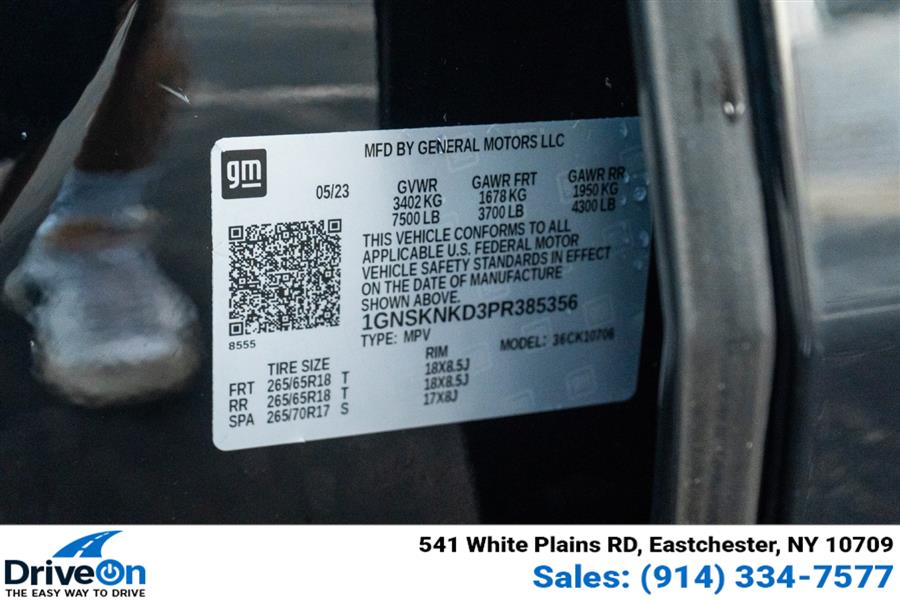 MFD BY GENERAL MOTORS LLC
gm
05/23
GVWR GAWR FRT GAWR RR
3402 KG 1678 KG 1950 KG
7500 LB 3700 LB 4300 LB
THIS VEHICLE CONFORMS TO ALL
APPLICABLE U.S. FEDERAL MOTOR
VEHICLE SAFETY STANDARDS IN EFFECT
ON THE DATE OF MANUFACTURE
SHOWN ABOVE.
1GNSKNKD3PR385356
8555
TYPE: MPV MODEL: 36CK10706
TIRE SIZE RIM
FRT 265/65R18 T 18X8.5J
RR 265/65R18 T 18X8.5J
SPA 265/70R17 S 17X8J
DriveOn
THE EASY WAY TO DRIVE
541 White Plains RD, Eastchester, NY 10709
Sales: (914) 334-7577